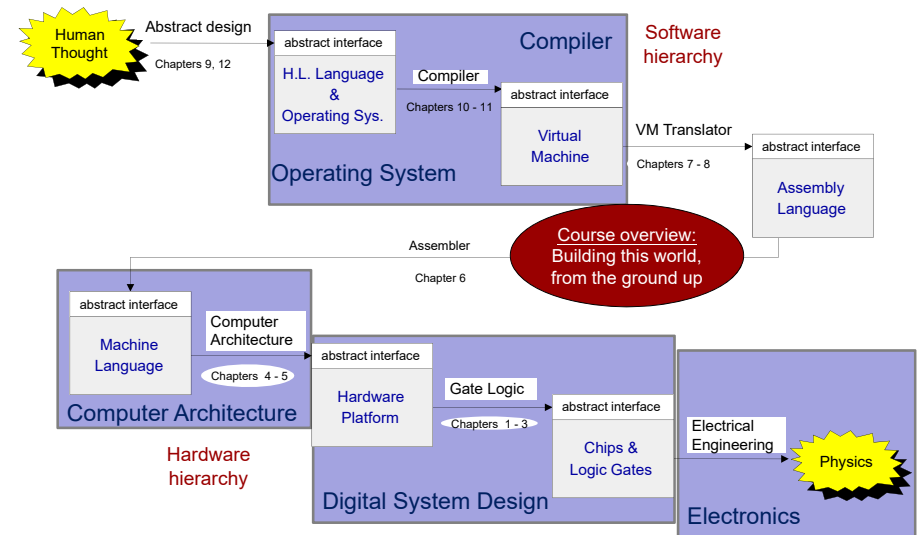 Human
Thought
Abstract design
Chapters 9, 12
abstract interface
H.L. Language
&
Operating Sys.
Compiler
Chapters 10 - 11
Compiler
Software
hierarchy
abstract interface
Virtual
Machine
Operating System
VM Translator
Chapters 7 - 8
abstract interface
Assembly
Language
Course overview:
Building this world,
from the ground up
Assembler
Chapter 6
abstract interface
Machine
Language
Computer
Architecture
Chapters 4 - 5
Computer Architecture
Hardware
hierarchy
abstract interface
Hardware
Platform
Gate Logic
Chapters 1 - 3
abstract interface
Chips &
Logic Gates
Digital System Design
Electrical
Engineering
Physics
Electronics